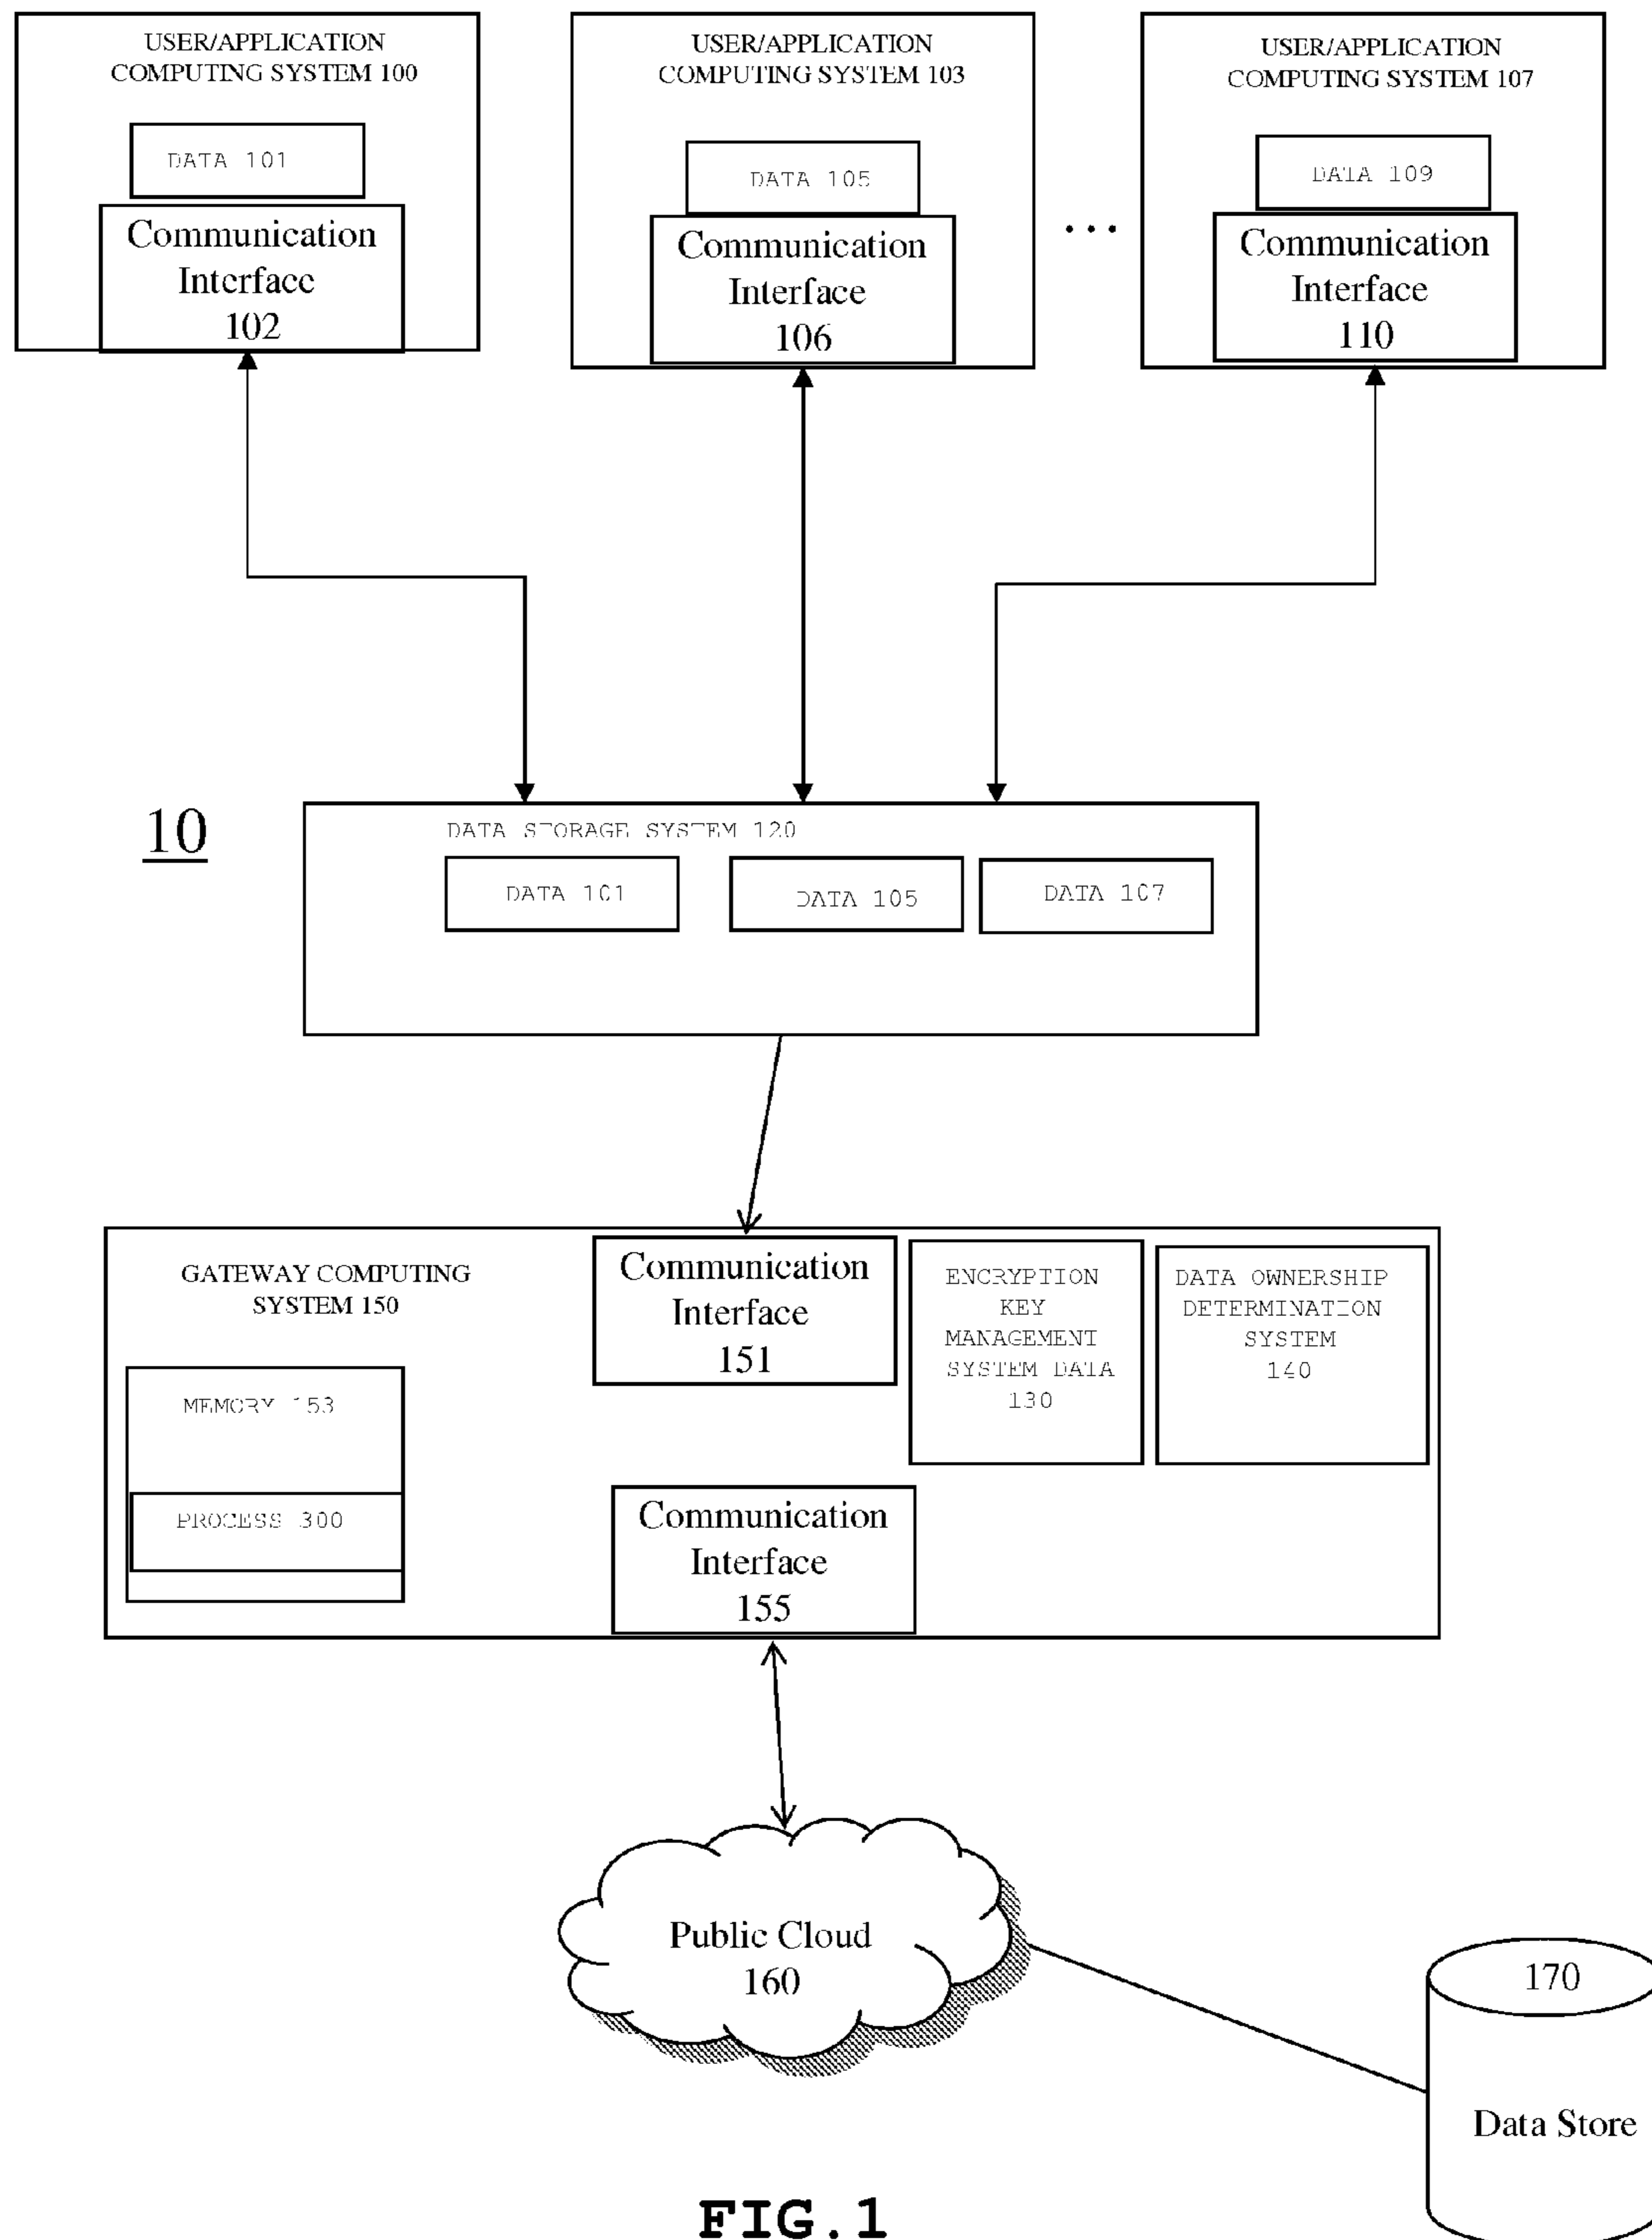 USER/APPLICATION
COMPUTING SYSTEM 100
DATA 101
Communication
Interface
102
USER/APPLICATION
COMPUTING SYSTEM 103
DATA 105
Communication
Interface
106
...
USER/APPLICATION
COMPUTING SYSTEM 107
DATA 109
Communication
Interface
110
10
DATA STORAGE SYSTEM 120
DATA 101
DATA 105
DATA 107
GATEWAY COMPUTING
SYSTEM 150
MEMORY 153
PROCESS 300
Communication
Interface
151
ENCRYPTION
KEY
MANAGEMENT
SYSTEM DATA
130
DATA OWNERSHIP
DETERMINATION
SYSTEM
140
Communication
Interface
155
Public Cloud
160
170
Data Store
FIG.1